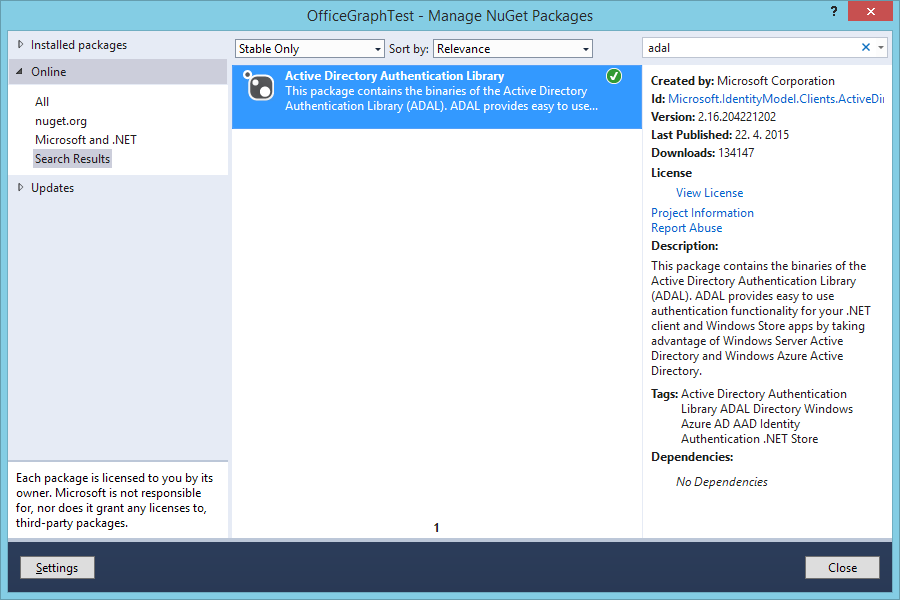 OfficeGraphTest - Manage NuGet Packages
?
Installed packages
Online
All
nuget.org
Microsoft and .NET
Search Results
Updates
Each package is licensed to you by its
owner. Microsoft is not responsible
for, nor does it grant any licenses to,
third-party packages.
Stable Only
Sort by:
Relevance
Active Directory Authentication Library
This package contains the binaries of the Active Directory
Authentication Library (ADAL). ADAL provides easy to use...
1
adal
Created by: Microsoft Corporation
Id: Microsoft.IdentityModel.Clients.ActiveDi
Version: 2.16.204221202
Last Published: 22. 4. 2015
Downloads: 134147
License
View License
Project Information
Report Abuse
Description:
This package contains the binaries of the
Active Directory Authentication Library
(ADAL). ADAL provides easy to use
authentication functionality for your .NET
client and Windows Store apps by taking
advantage of Windows Server Active
Directory and Windows Azure Active
Directory.
Tags: Active Directory Authentication
Library ADAL Directory Windows
Azure AD AAD Identity
Authentication .NET Store
Dependencies:
No Dependencies
Settings
Close